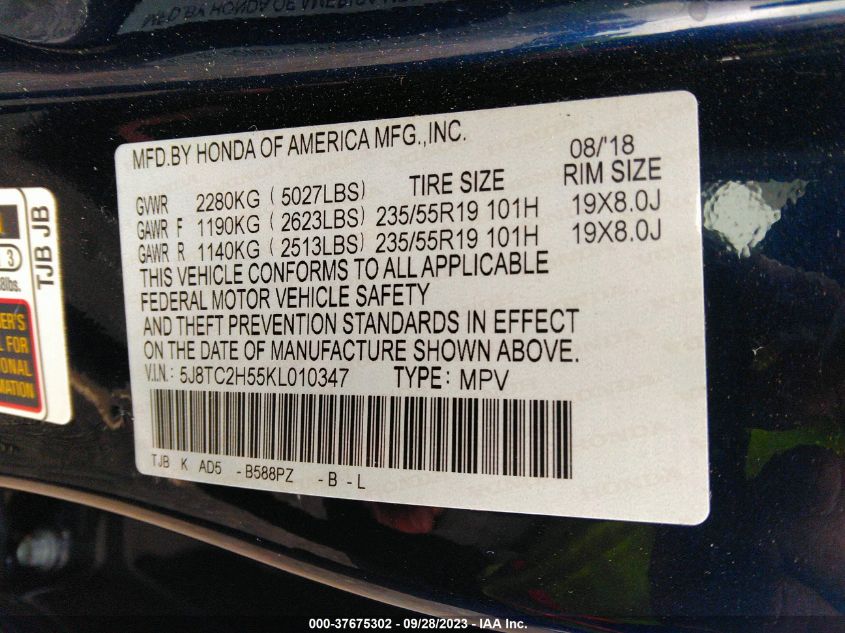 MFD.BY HONDA OF AMERICA MFG.,INC.
08/'18
GVWR 2280KG (5027LBS) TIRE SIZE RIM SIZE
GAWR F 1190KG (2623LBS) 235/55R19 101H 19X8.0J
GAWR R 1140KG (2513LBS) 235/55R19 101H 19X8.0J
THIS VEHICLE CONFORMS TO ALL APPLICABLE
FEDERAL MOTOR VEHICLE SAFETY
AND THEFT PREVENTION STANDARDS IN EFFECT
ON THE DATE OF MANUFACTURE SHOWN ABOVE.
V.I.N.: 5J8TC2H55KL010347 TYPE: MPV
TJB K AD5 -B588PZ -B-L
TJB JB
3
lbs.
FOR
000-37675302 - 09/28/2023 - IAA Inc.